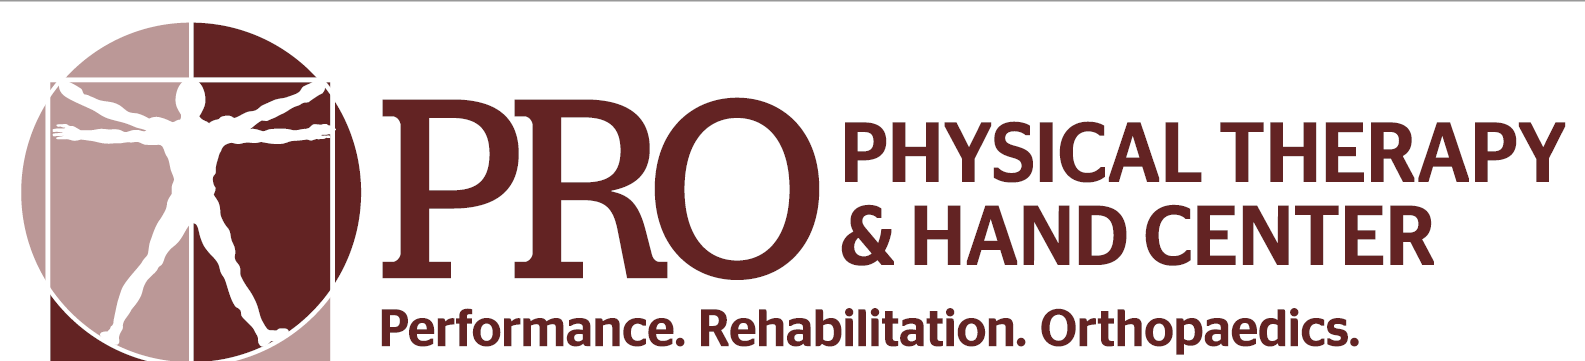 PRO
PHYSICAL THERAPY
& HAND CENTER
Performance. Rehabilitation. Orthopaedics.